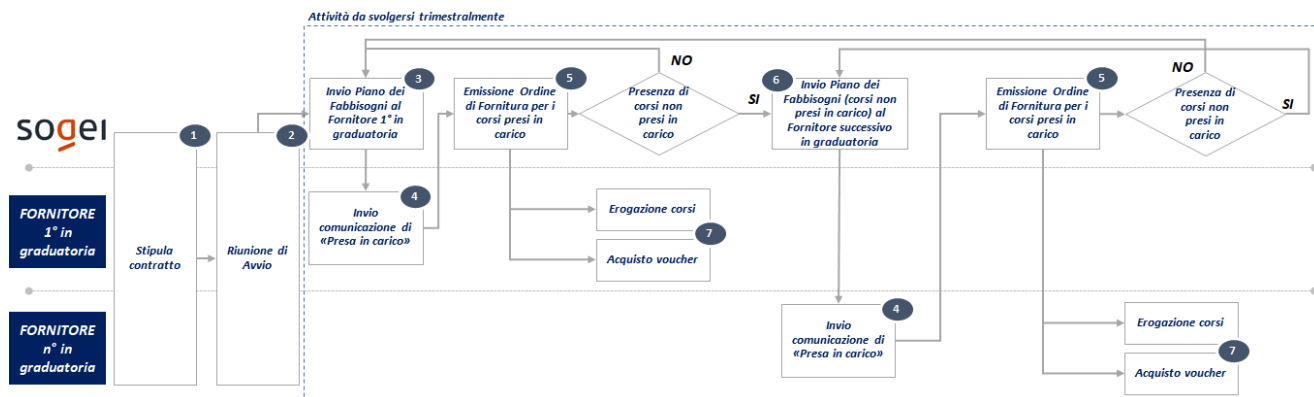 Attività da svolgersi trimestralmente
sogei
1
2
3
Invio Piano dei
Fabbisogni al
Fornitore 1° in
graduatoria
5
Emissione Ordine
di Fornitura per i
corsi presi in
carico
NO
Presenza di
corsi non
presi in
carico
SI
6
Invio Piano dei
Fabbisogni (corsi non
presi in carico) al
Fornitore successivo
in graduatoria
5
Emissione Ordine
di Fornitura per i
corsi presi in
carico
NO
Presenza di
corsi non
presi in
carico
SI
FORNITORE
1° in
graduatoria
Stipula
contratto
Riunione di
Avvio
4
Invio
comunicazione di
«Presa in carico»
Erogazione corsi
7
Acquisto voucher
FORNITORE
n° in
graduatoria
4
Invio
comunicazione di
«Presa in carico»
Erogazione corsi
7
Acquisto voucher